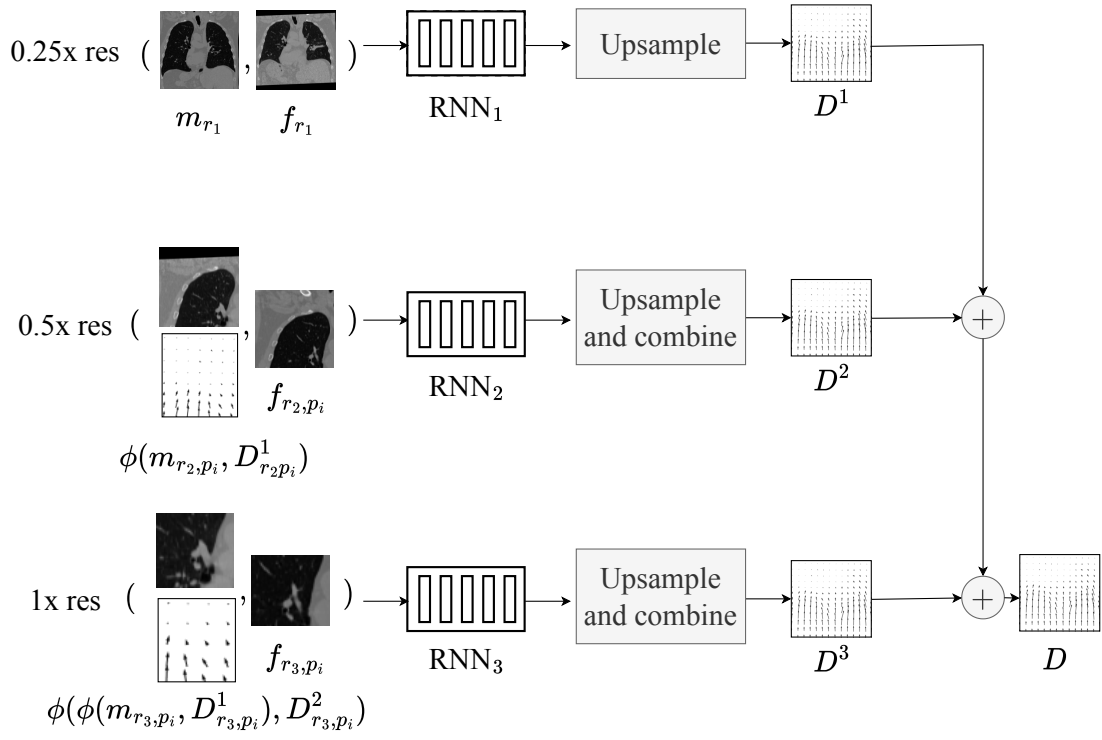 0.25x res ( , ) Upsample
m_{r_1} f_{r_1} RNN_1 D^1
0.5x res ( , ) Upsample and combine +
f_{r_2,p_i} RNN_2 D^2
ϕ(m_{r_2,p_i}, D^1_{r_2p_i})
1x res ( , ) Upsample and combine +
f_{r_3,p_i} RNN_3 D^3 D
ϕ(ϕ(m_{r_3,p_i}, D^1_{r_3,p_i}), D^2_{r_3,p_i})